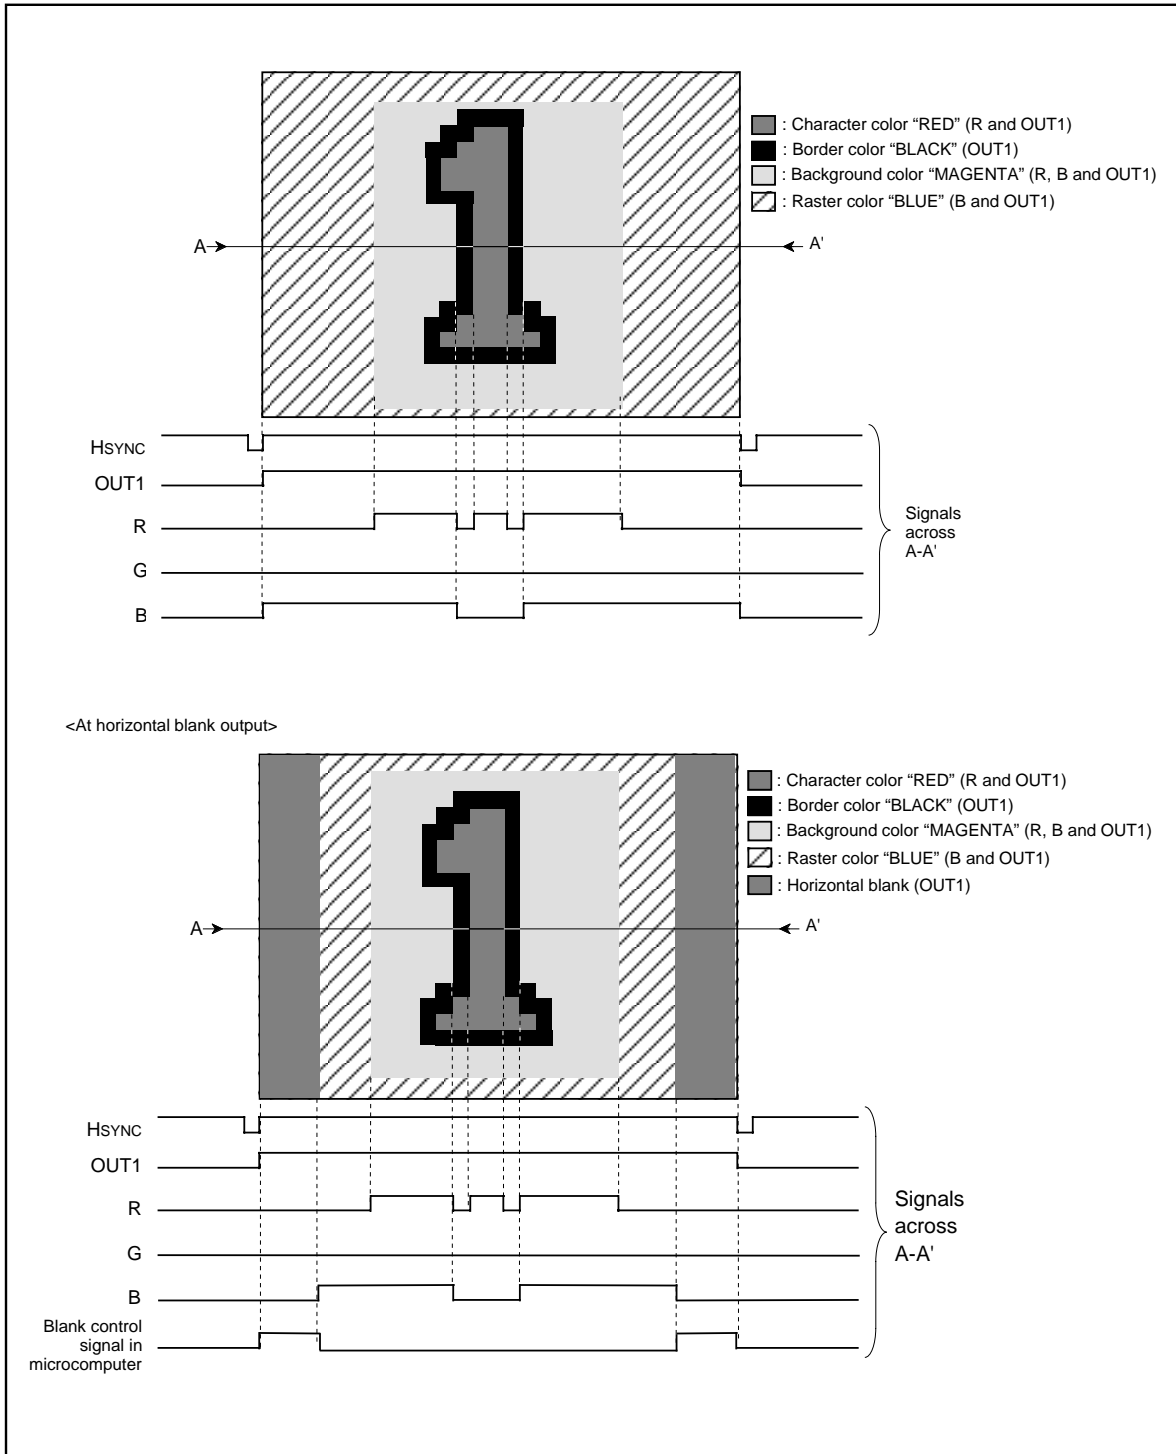 : Character color “RED” (R and OUT1)
: Border color “BLACK” (OUT1)
: Background color “MAGENTA” (R, B and OUT1)
: Raster color “BLUE” (B and OUT1)
A
A'
HSYNC
OUT1
R
G
B
Signals
across
A-A'
<At horizontal blank output>
: Character color “RED” (R and OUT1)
: Border color “BLACK” (OUT1)
: Background color “MAGENTA” (R, B and OUT1)
: Raster color “BLUE” (B and OUT1)
: Horizontal blank (OUT1)
A
A'
HSYNC
OUT1
R
G
B
Blank control
signal in
microcomputer
Signals
across
A-A'